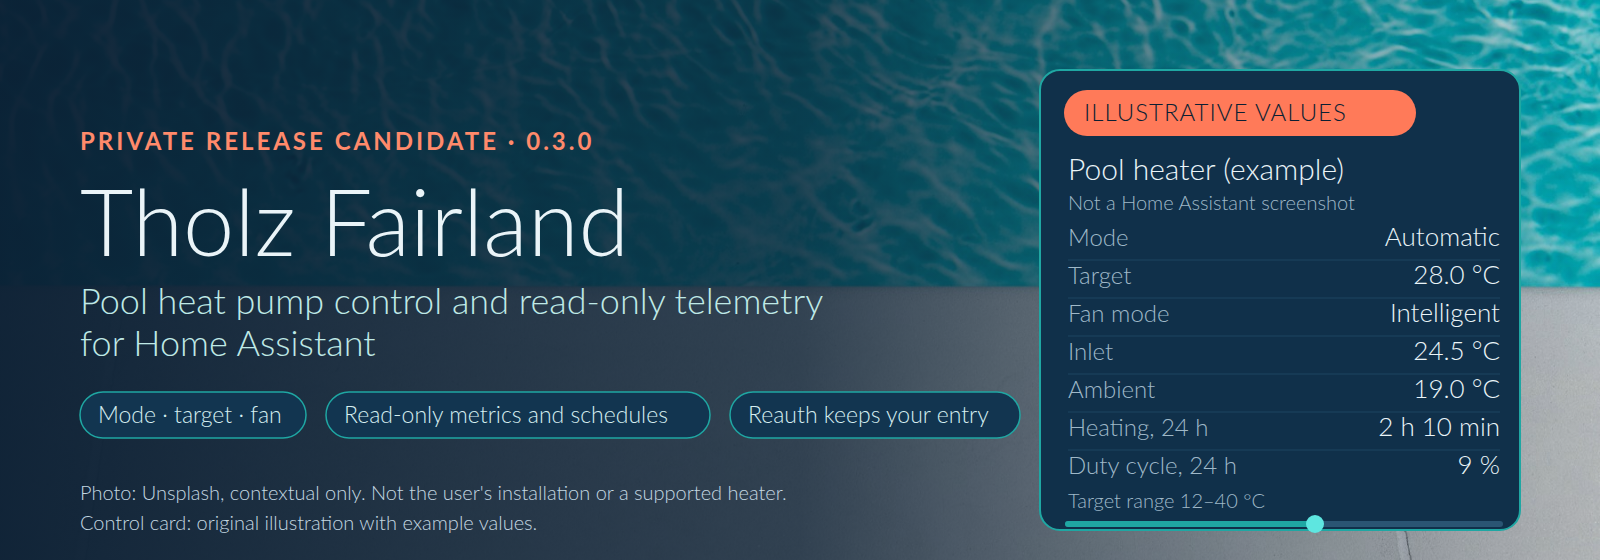 PRIVATE RELEASE CANDIDATE · 0.3.0
Tholz Fairland
Pool heat pump control and read-only telemetry
for Home Assistant
Mode · target · fan
Read-only metrics and schedules
Reauth keeps your entry
Photo: Unsplash, contextual only. Not the user's installation or a supported heater.
Control card: original illustration with example values.
ILLUSTRATIVE VALUES
Pool heater (example)
Not a Home Assistant screenshot
Mode Automatic
Target 28.0 °C
Fan mode Intelligent
Inlet 24.5 °C
Ambient 19.0 °C
Heating, 24 h 2 h 10 min
Duty cycle, 24 h 9 %
Target range 12–40 °C